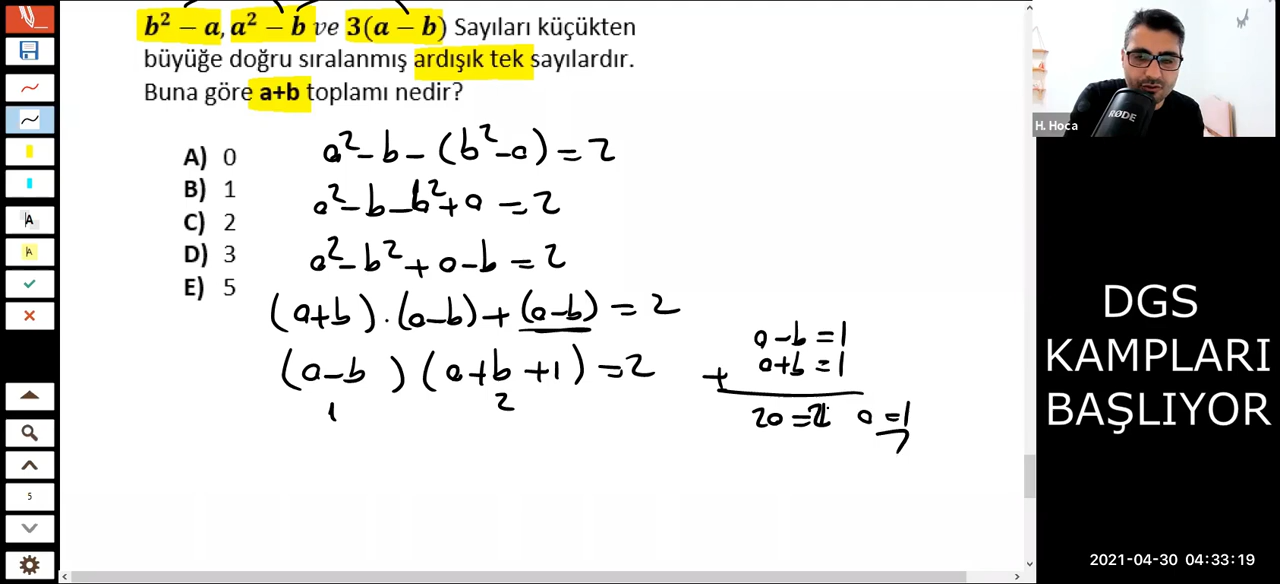 b² − a, a² − b ve 3(a − b) Sayıları küçükten
büyüğe doğru sıralanmış ardışık tek sayılardır.
Buna göre a+b toplamı nedir?
A) 0
B) 1
C) 2
D) 3
E) 5
a²-b-(b²-a)=2
a²-b-b²+a=2
a²-b²+a-b=2
(a+b).(a-b)+(a-b)=2
(a-b)(a+b+1)=2
1 2
a-b=1
a+b=1
+
2a=2 a=1
RØDE
H. Hoca
DGS
KAMPLARI
BAŞLIYOR
2021-04-30 04:33:19
A
A
5